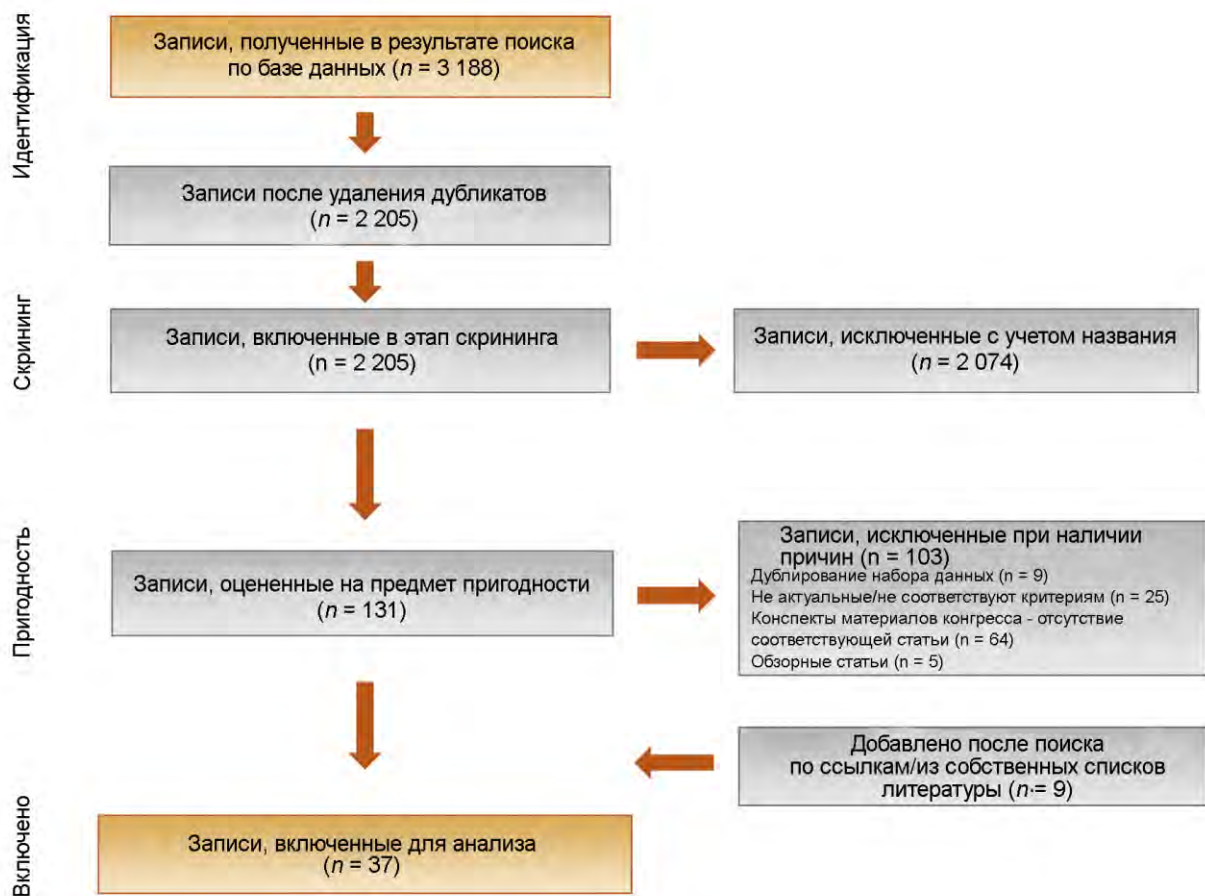 Идентификация
Записи, полученные в результате поиска
по базе данных (n = 3 188)
Записи после удаления дубликатов
(n = 2 205)
Скрининг
Записи, включенные в этап скрининга
(n = 2 205)
Записи, исключенные с учетом названия
(n = 2 074)
Пригодность
Записи, оцененные на предмет пригодности
(n = 131)
Записи, исключенные при наличии
причин (n = 103)
Дублирование набора данных (n = 9)
Не актуальные/не соответствуют критериям (n = 25)
Конспекты материалов конгресса - отсутствие
соответствующей статьи (n = 64)
Обзорные статьи (n = 5)
Добавлено после поиска
по ссылкам/из собственных списков
литературы (n·= 9)
Включено
Записи, включенные для анализа
(n = 37)